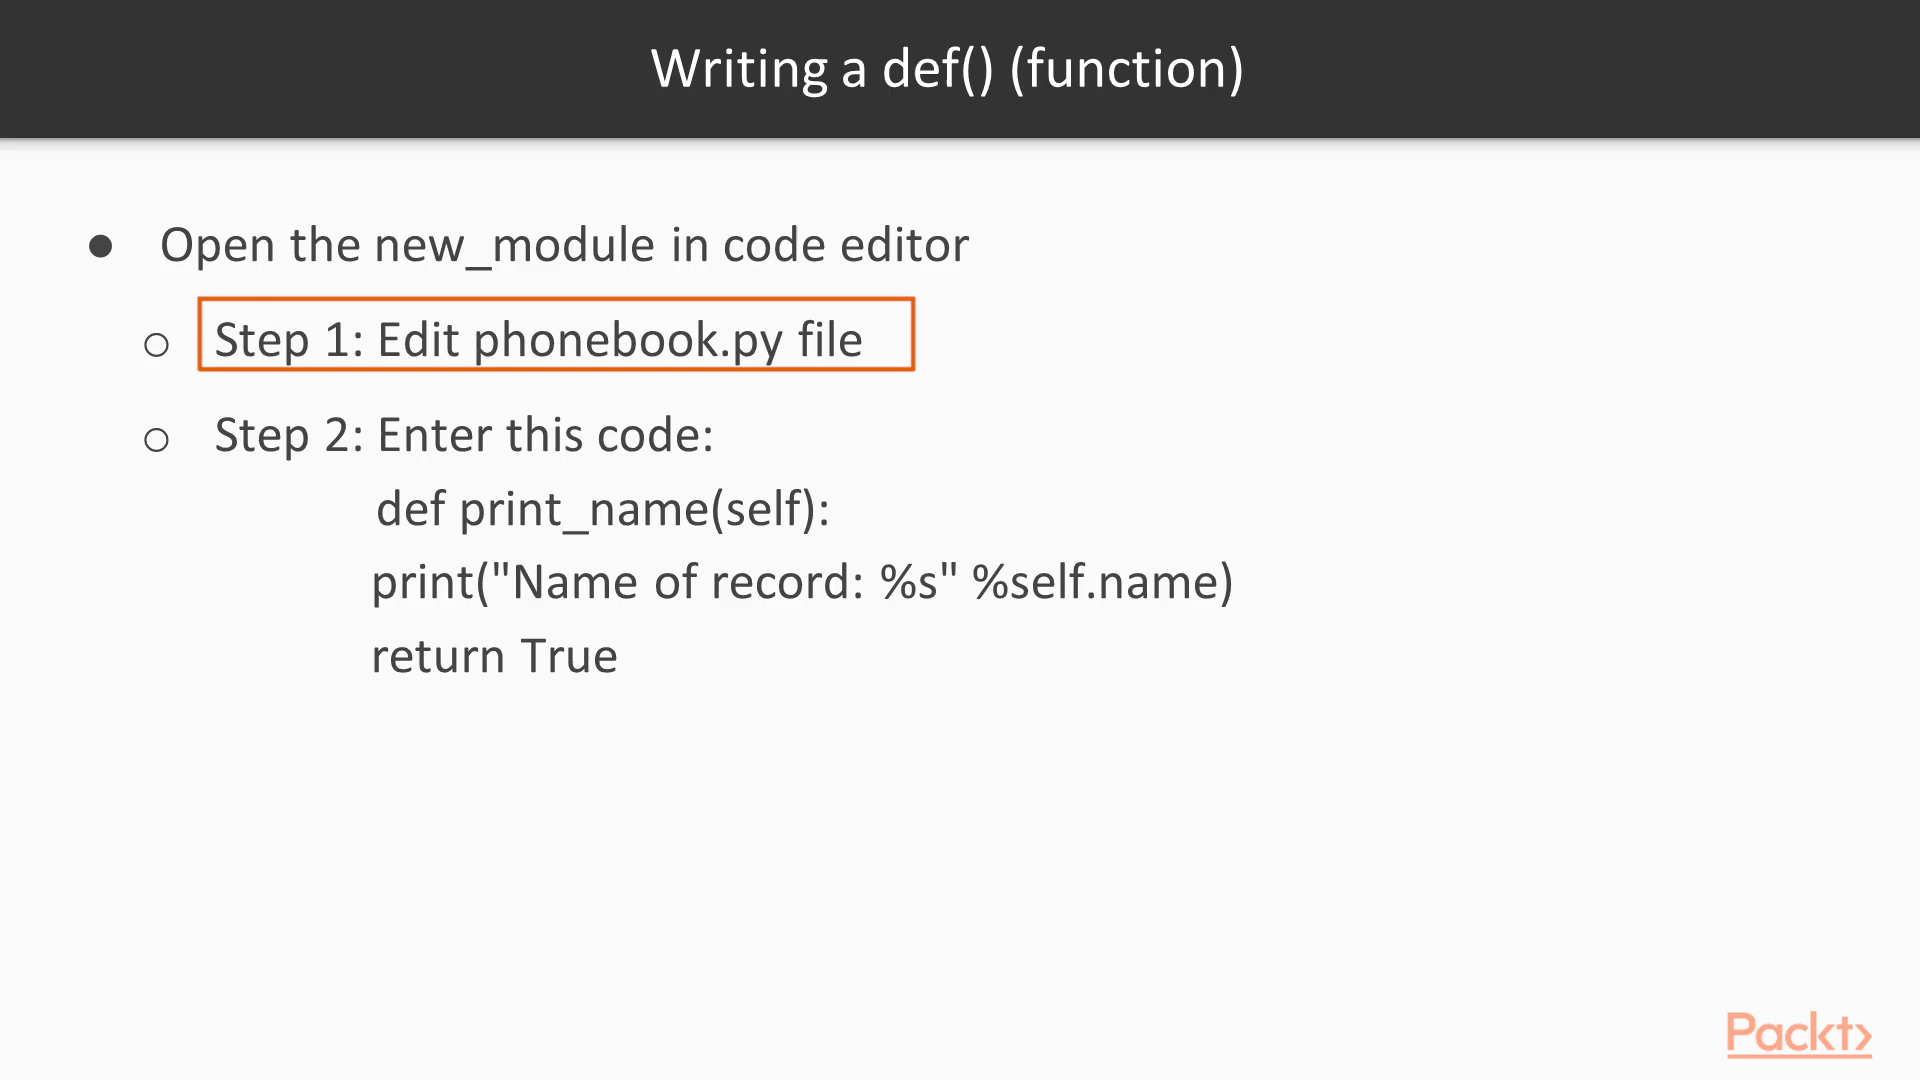 Writing a def() (function)
● Open the new_module in code editor
○ Step 1: Edit phonebook.py file
○ Step 2: Enter this code:
def print_name(self):
print("Name of record: %s" %self.name)
return True
Packt>